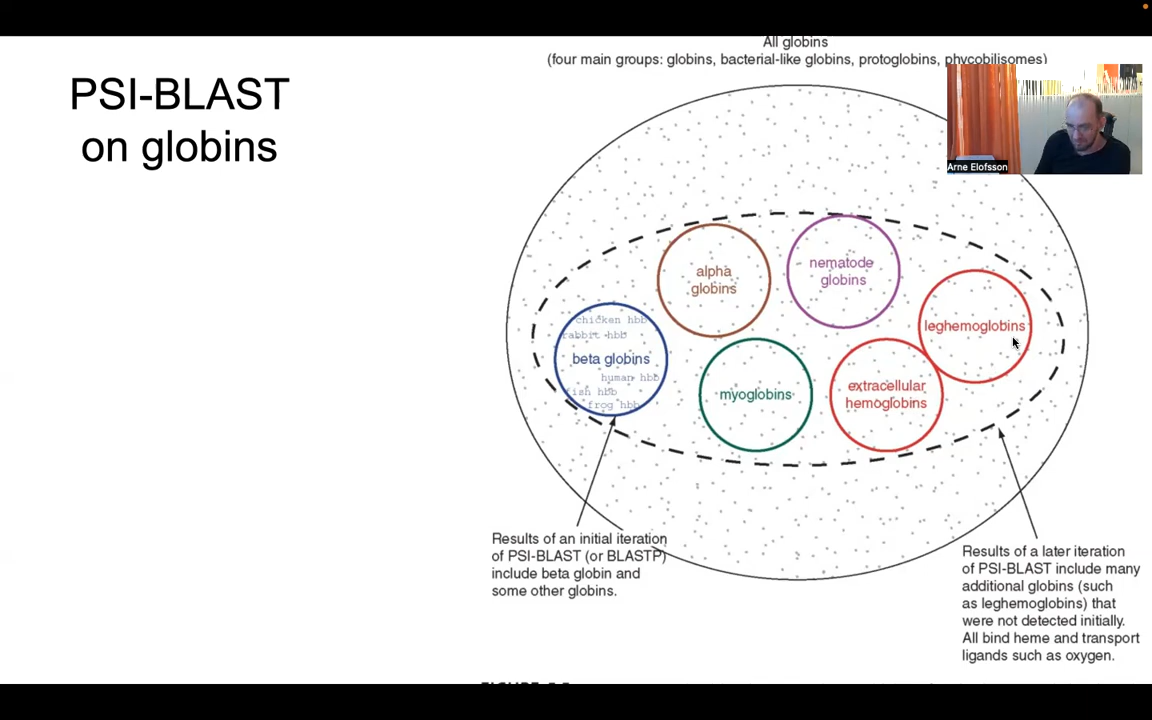 PSI-BLAST
on globins
All globins
(four main groups: globins, bacterial-like globins, protoglobins, phycobilisomes)
Arne Elofsson
alpha
globins
nematode
globins
leghemoglobins
chicken hbb
rabbit hbb
beta globins
human hbb
fish hbb
frog hbb
myoglobins
extracellular
hemoglobins
Results of an initial iteration
of PSI-BLAST (or BLASTP)
include beta globin and
some other globins.
Results of a later iteration
of PSI-BLAST include many
additional globins (such
as leghemoglobins) that
were not detected initially.
All bind heme and transport
ligands such as oxygen.